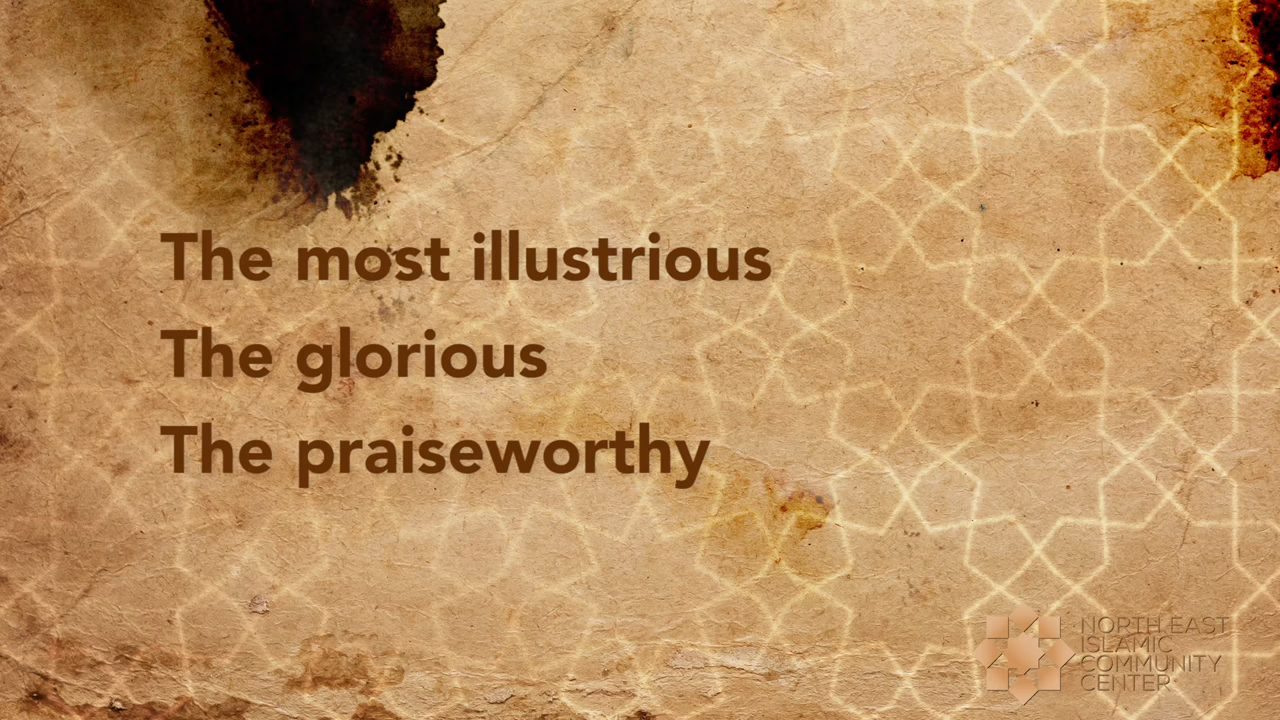 The most illustrious
The glorious
The praiseworthy
NORTH EAST
ISLAMIC
COMMUNITY
CENTER